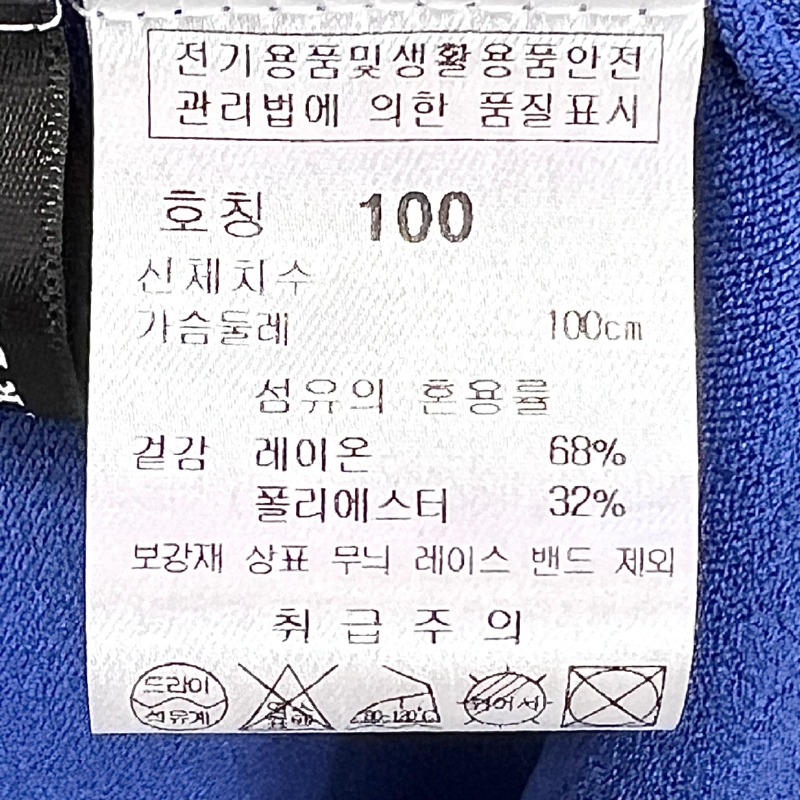 전기용품및생활용품안전
관리법에 의한 품질표시
호칭 100
신체치수
가슴둘레 100cm
섬유의 혼용률
겉감 레이온 68%
폴리에스터 32%
보강재 상표 무늬 레이스 밴드 제외
취급주의
드라이
석유계